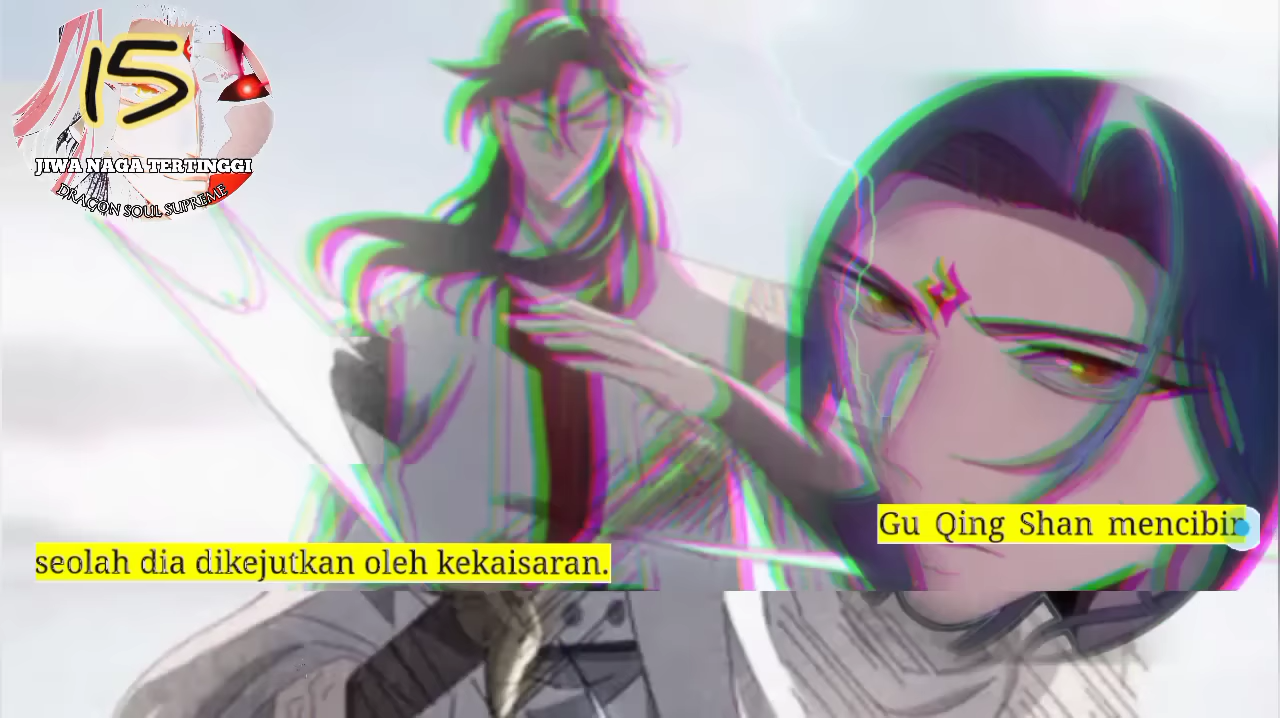 15
JIWA NAGA TERTINGGI
DRAGON SOUL SUPREME
Gu Qing Shan mencibir
seolah dia dikejutkan oleh kekaisaran.